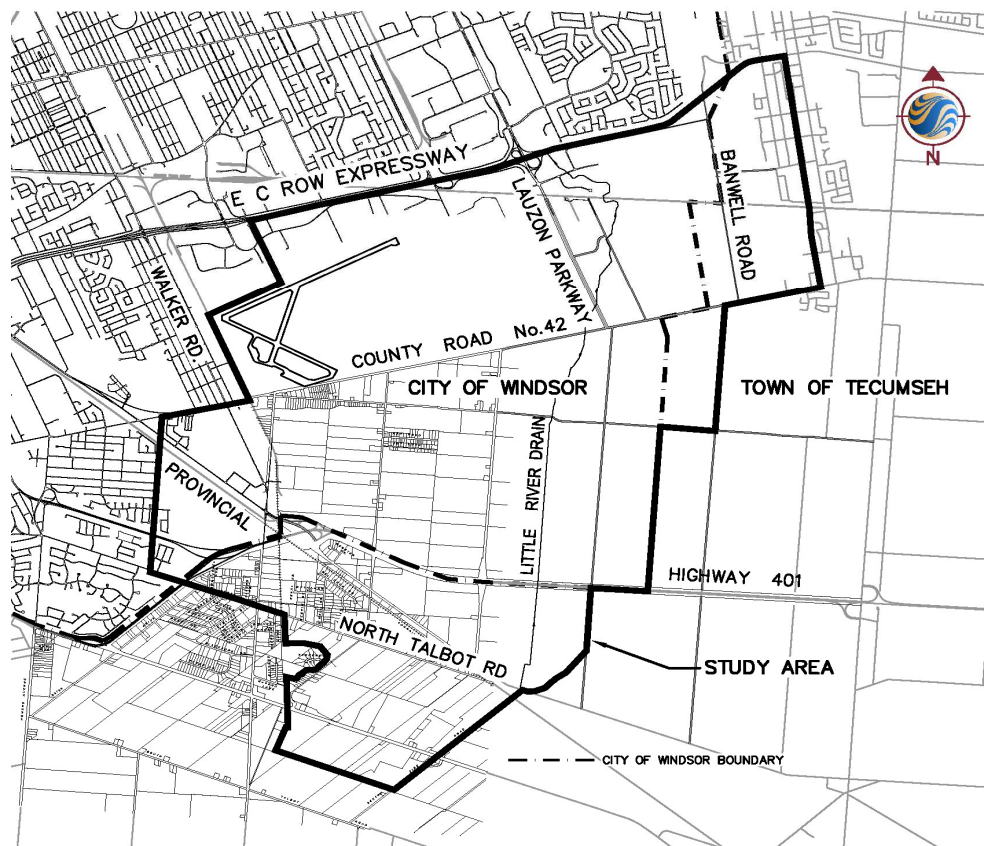 N
E C ROW EXPRESSWAY
BANWELL ROAD
LAUZON PARKWAY
WALKER RD.
COUNTY ROAD No.42
CITY OF WINDSOR
TOWN OF TECUMSEH
LITTLE RIVER DRAIN
PROVINCIAL
HIGHWAY 401
NORTH TALBOT RD
STUDY AREA
CITY OF WINDSOR BOUNDARY